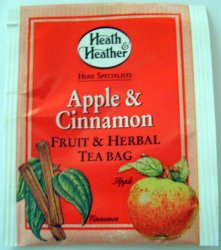 Heath
&
Heather
HERB SPECIALISTS
Apple &
Cinnamon
FRUIT & HERBAL
TEA BAG
Apple
Cinnamon